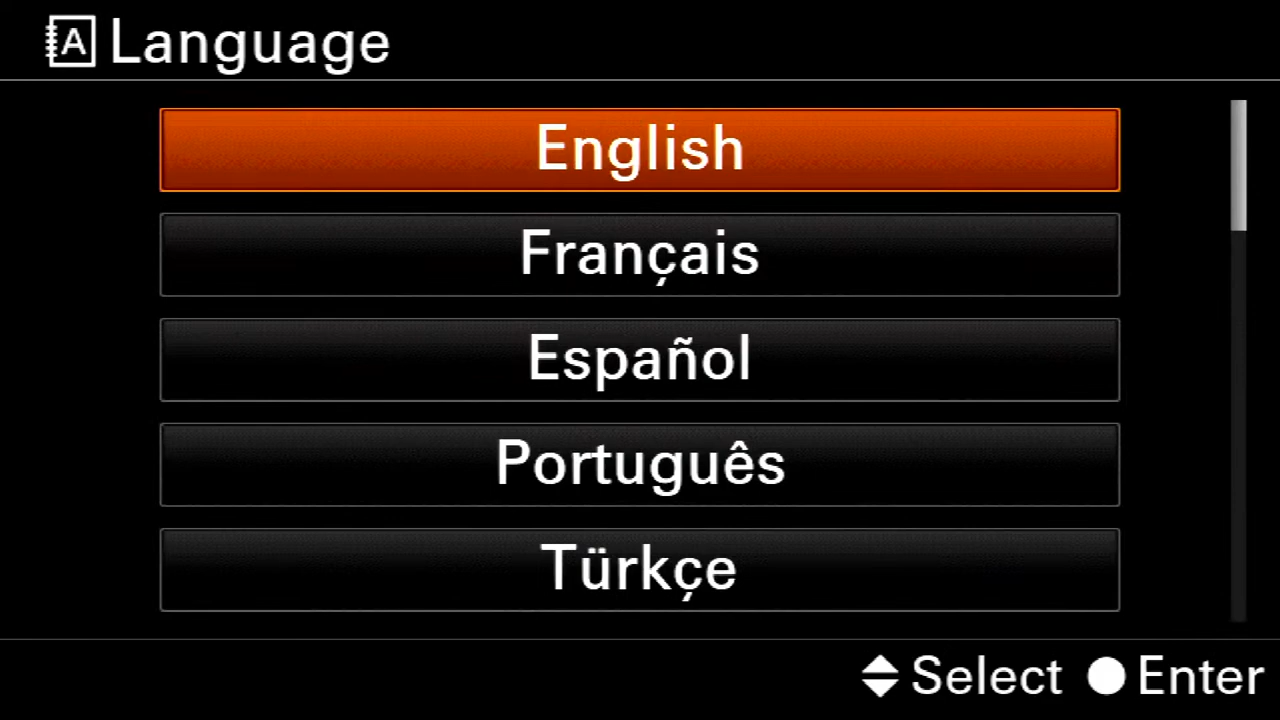 A Language
English
Français
Español
Português
Türkçe
Select Enter